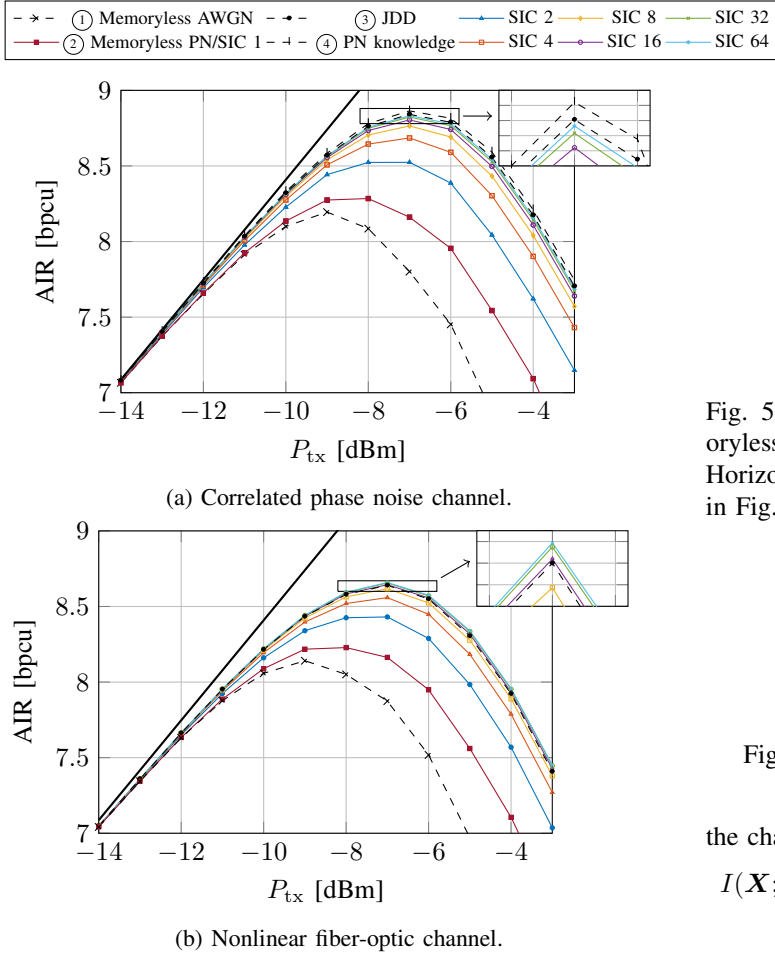 ① Memoryless AWGN ③ JDD SIC 2 SIC 8 SIC 32
② Memoryless PN/SIC 1 ④ PN knowledge SIC 4 SIC 16 SIC 64
9
8.5
8
7.5
7
AIR [bpcu]
−14 −12 −10 −8 −6 −4
P_tx [dBm]
(a) Correlated phase noise channel.
9
8.5
8
7.5
7
AIR [bpcu]
−14 −12 −10 −8 −6 −4
P_tx [dBm]
(b) Nonlinear fiber-optic channel.
Fig. 5
oryless
Horizo
in Fig.
Fig
the cha
I(X;